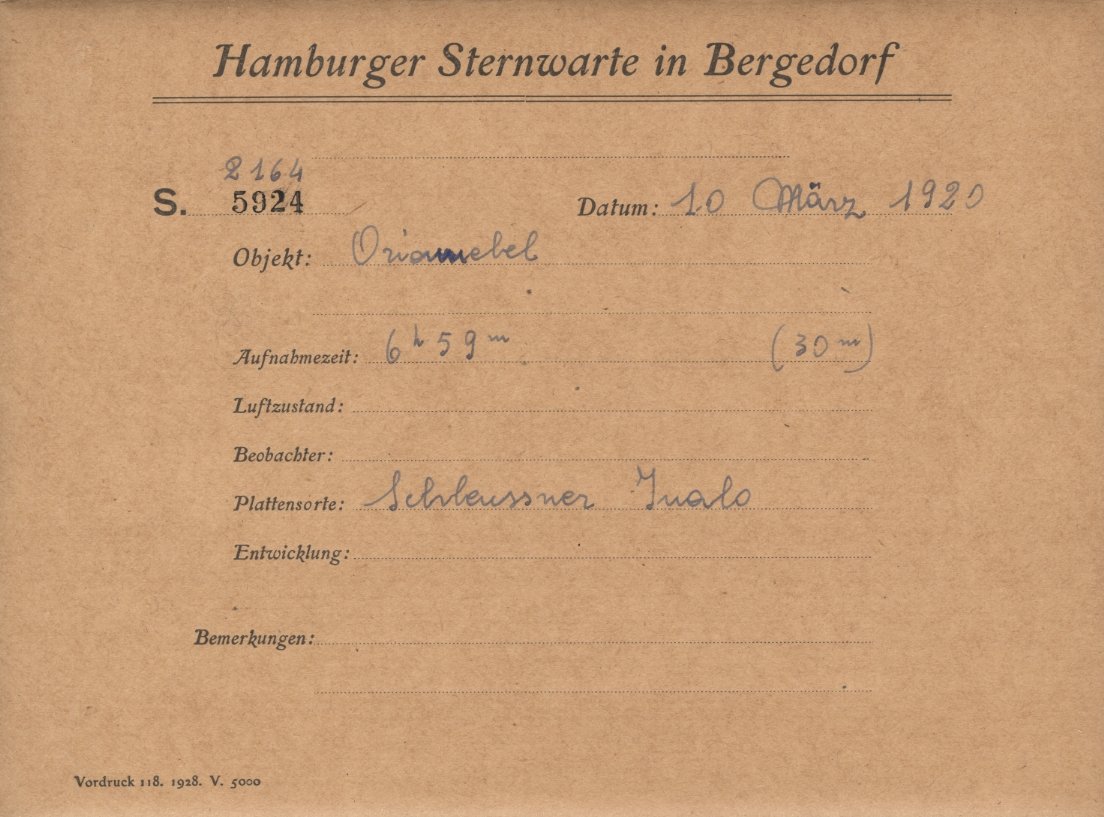 Hamburger Sternwarte in Bergedorf
2164
S. 5924 Datum: 10 März 1920
Objekt: Orionnebel
Aufnahmezeit: 6h 59m (30m)
Luftzustand:
Beobachter:
Plattensorte: Schleussner
Entwicklung:
Bemerkungen:
Vordruck 118. 1928. V. 5000